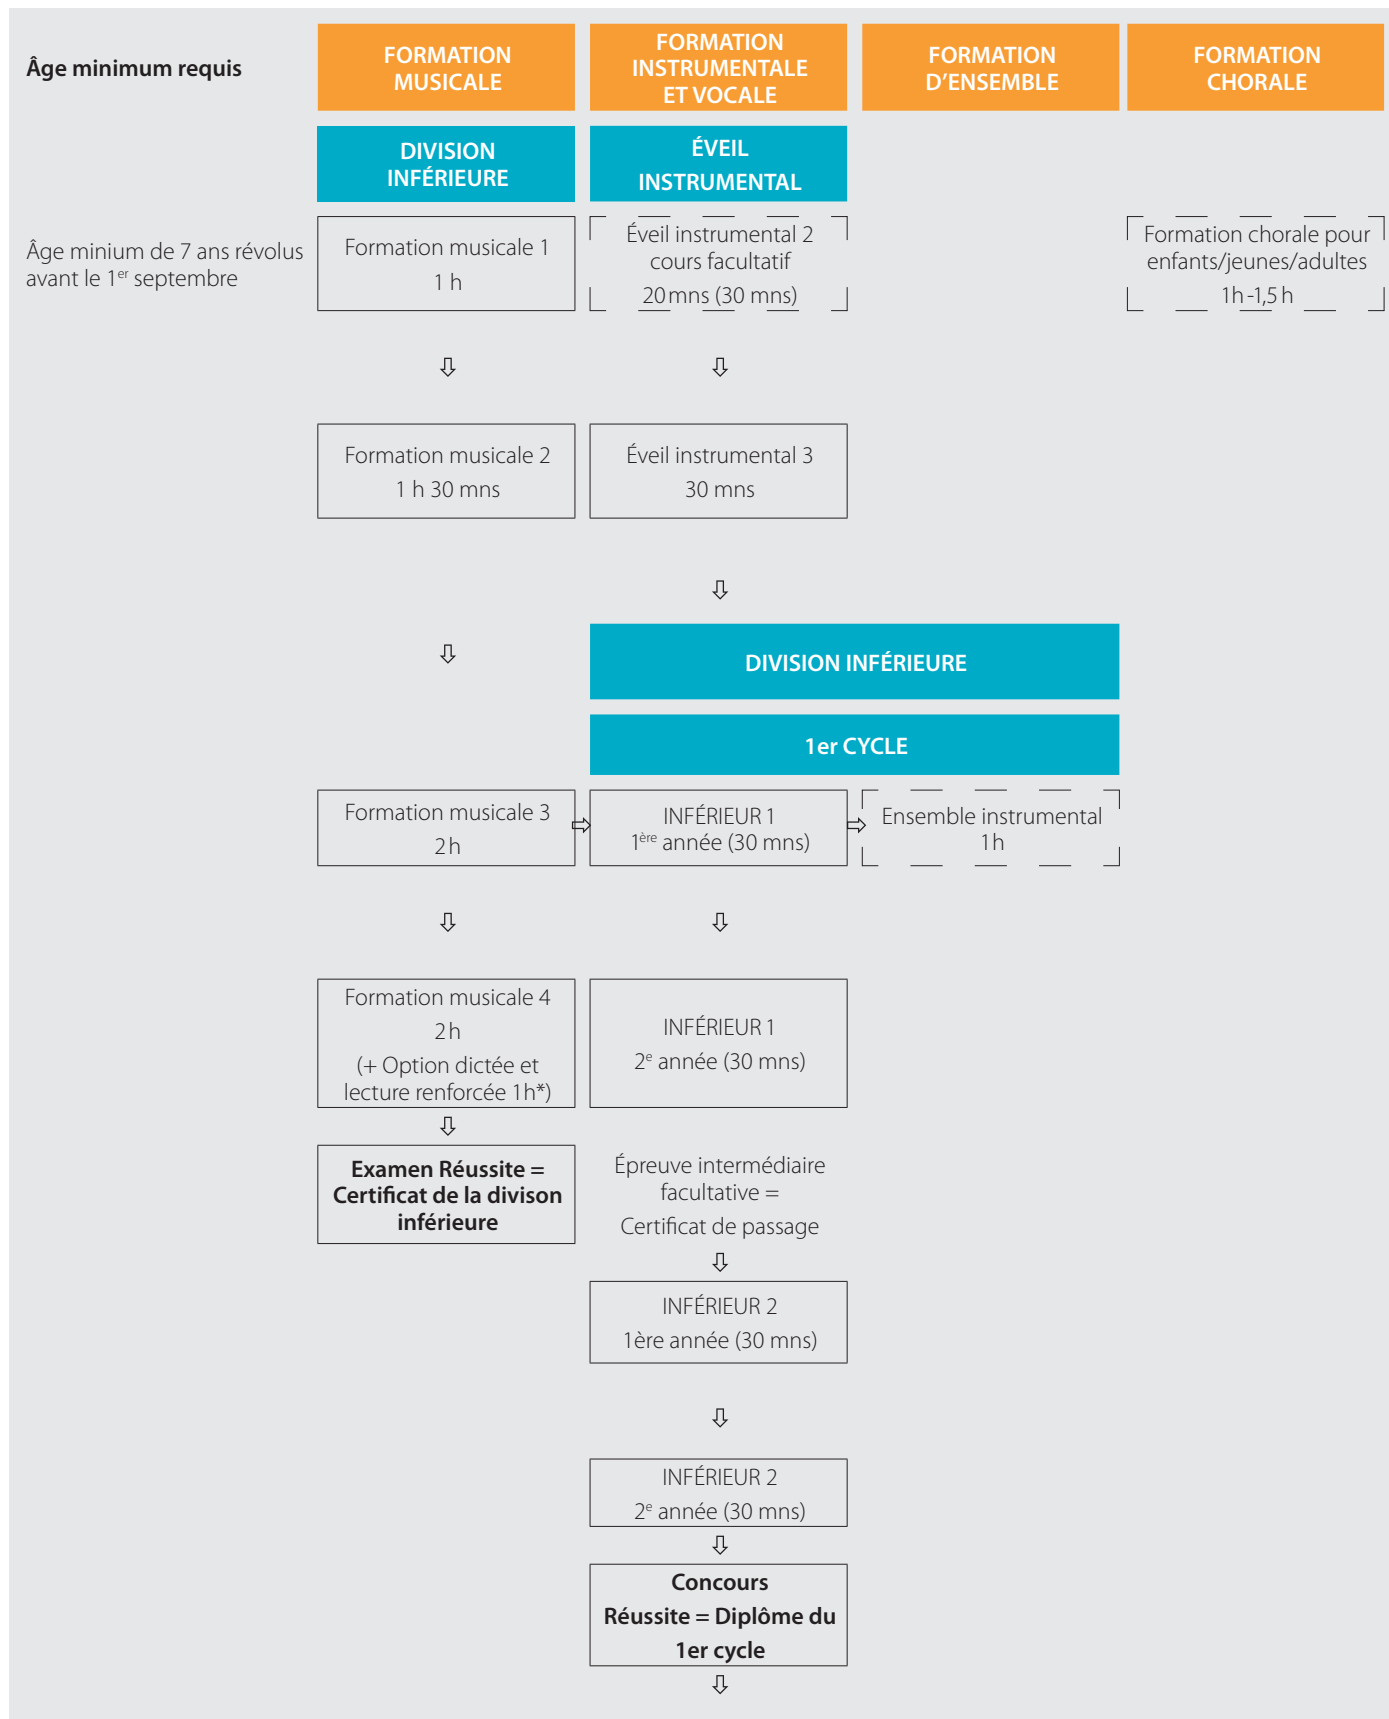 Âge minimum requis
FORMATION
MUSICALE
FORMATION
INSTRUMENTALE
ET VOCALE
FORMATION
D’ENSEMBLE
FORMATION
CHORALE
DIVISION
INFÉRIEURE
ÉVEIL
INSTRUMENTAL
Âge minium de 7 ans révolus
avant le 1er septembre
Formation musicale 1
1 h
Éveil instrumental 2
cours facultatif
20 mns (30 mns)
Formation chorale pour
enfants/jeunes/adultes
1h -1,5 h
⇩
⇩
Formation musicale 2
1 h 30 mns
Éveil instrumental 3
30 mns
⇩
⇩
DIVISION INFÉRIEURE
1er CYCLE
Formation musicale 3
2 h
⇨
INFÉRIEUR 1
1ère année (30 mns)
⇨
Ensemble instrumental
1h
⇩
⇩
Formation musicale 4
2 h
(+ Option dictée et
lecture renforcée 1h*)
INFÉRIEUR 1
2e année (30 mns)
⇩
Examen Réussite =
Certificat de la divison
inférieure
Épreuve intermédiaire
facultative =
Certificat de passage
⇩
INFÉRIEUR 2
1ère année (30 mns)
⇩
INFÉRIEUR 2
2e année (30 mns)
⇩
Concours
Réussite = Diplôme du
1er cycle
⇩